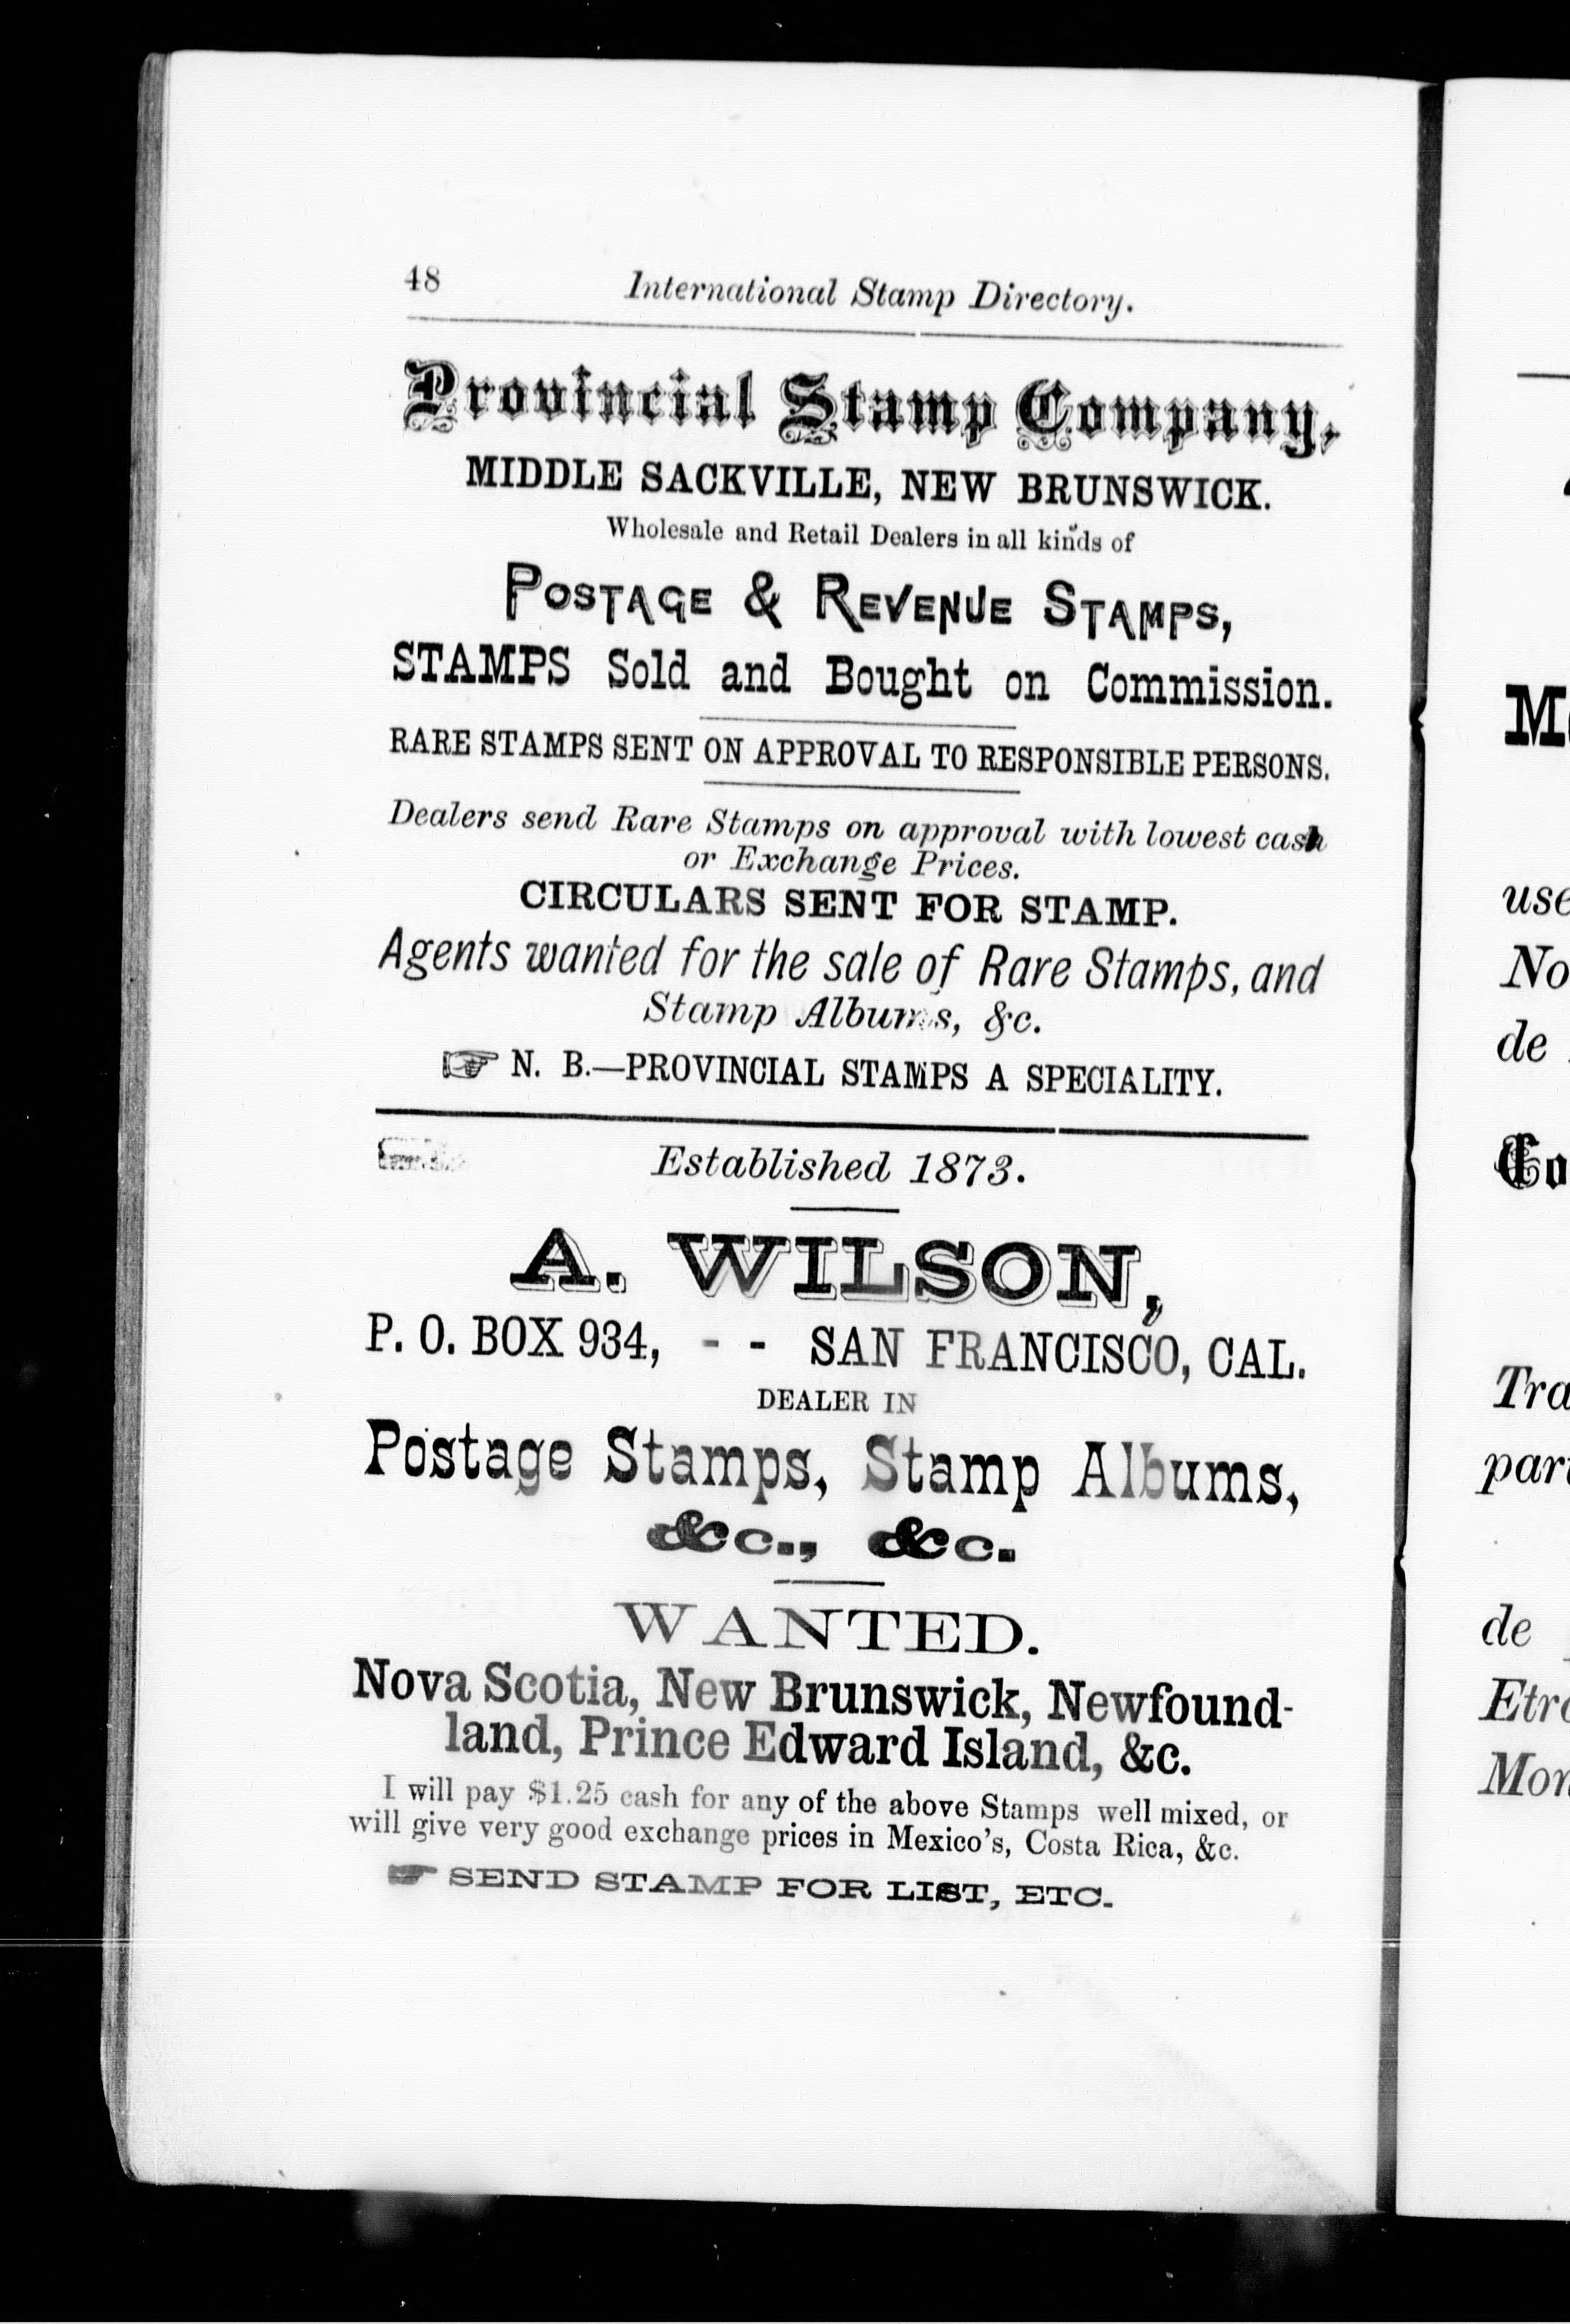 48 International Stamp Directory.
Provincial Stamp Company,
MIDDLE SACKVILLE, NEW BRUNSWICK.
Wholesale and Retail Dealers in all kinds of
POSTAGE & REVENUE STAMPS,
STAMPS Sold and Bought on Commission.
RARE STAMPS SENT ON APPROVAL TO RESPONSIBLE PERSONS.
Dealers send Rare Stamps on approval with lowest cash
or Exchange Prices.
CIRCULARS SENT FOR STAMP.
Agents wanted for the sale of Rare Stamps, and
Stamp Albums, &c.
☞ N. B.—PROVINCIAL STAMPS A SPECIALITY.
Established 1873.
A. WILSON,
P. O. BOX 934, - - SAN FRANCISCO, CAL.
DEALER IN
Postage Stamps, Stamp Albums,
&c., &c.
WANTED.
Nova Scotia, New Brunswick, Newfound-
land, Prince Edward Island, &c.
I will pay $1.25 cash for any of the above Stamps well mixed, or
will give very good exchange prices in Mexico's, Costa Rica, &c.
☞ SEND STAMP FOR LIST, ETC.
use
No
de
de